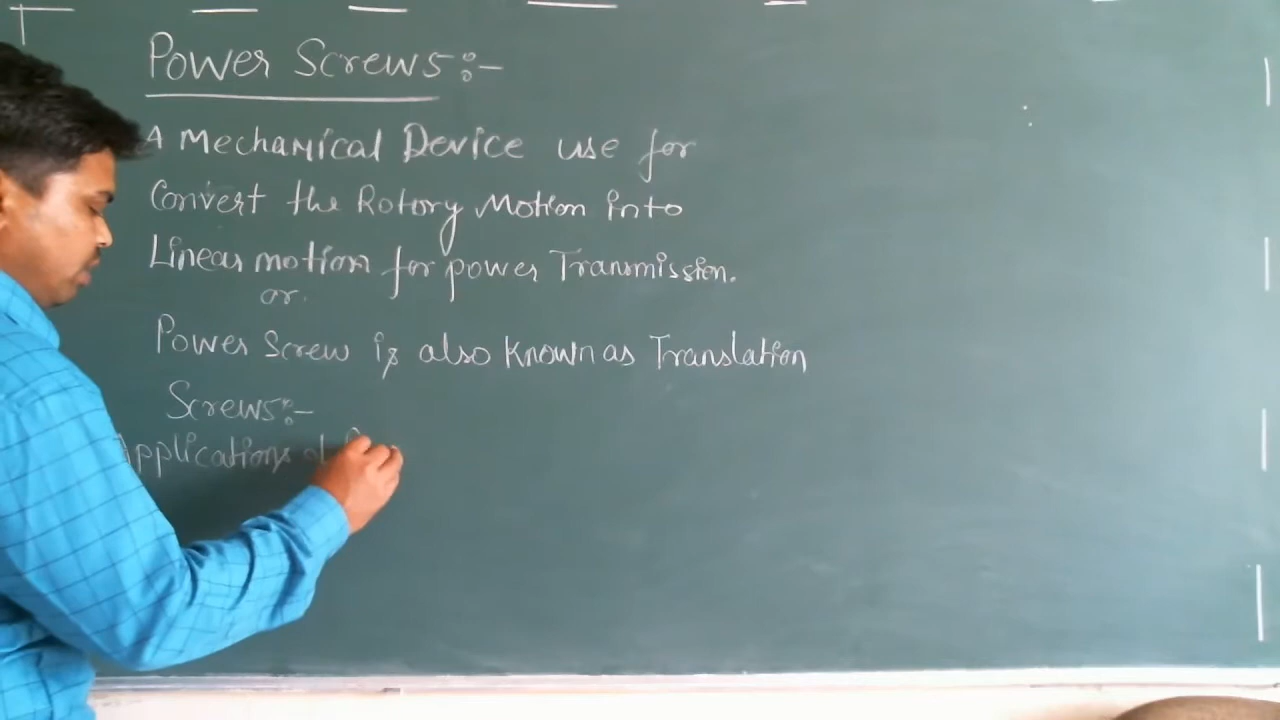 Power Screws:-
A Mechanical Device use for
Convert the Rotory Motion into
Linear motion for power Transmission.
or.
Power Screw is also Known as Translation
Screws:-
Applications of